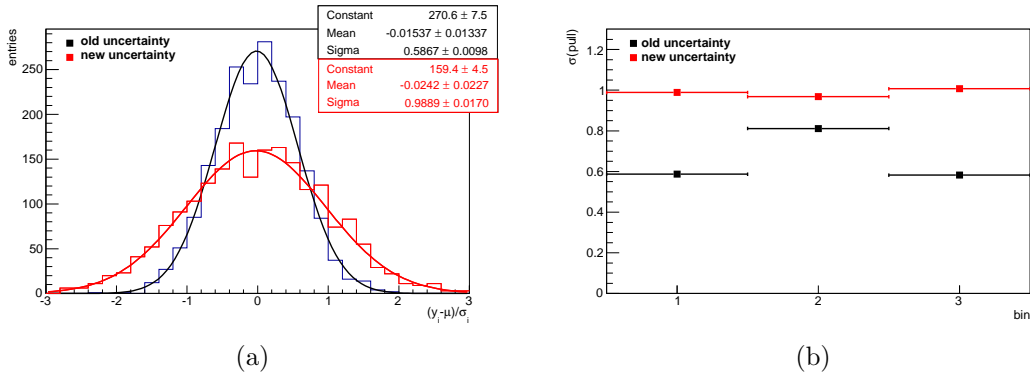 Constant 270.6 ± 7.5
Mean -0.01537 ± 0.01337
Sigma 0.5867 ± 0.0098
Constant 159.4 ± 4.5
Mean -0.0242 ± 0.0227
Sigma 0.9889 ± 0.0170
entries
old uncertainty
new uncertainty
250
200
150
100
50
0
-3 -2 -1 0 1 2 3
(y_i-μ)/σ_i
(a)
σ(pull)
old uncertainty
new uncertainty
1.2
1
0.8
0.6
0.4
0.2
0
1 2 3
bin
(b)